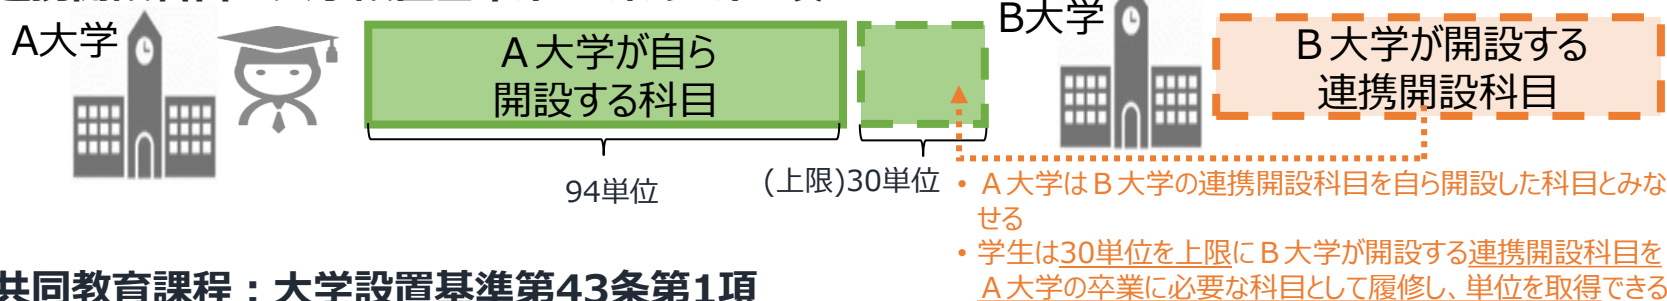 A大学
A大学が自ら
開設する科目
94単位
(上限)30単位
B大学
B大学が開設する
連携開設科目
• A大学はB大学の連携開設科目を自ら開設した科目とみな
せる
• 学生は30単位を上限にB大学が開設する連携開設科目を
A大学の卒業に必要な科目として履修し、単位を取得できる
共同教育課程：大学設置基準第43条第1項